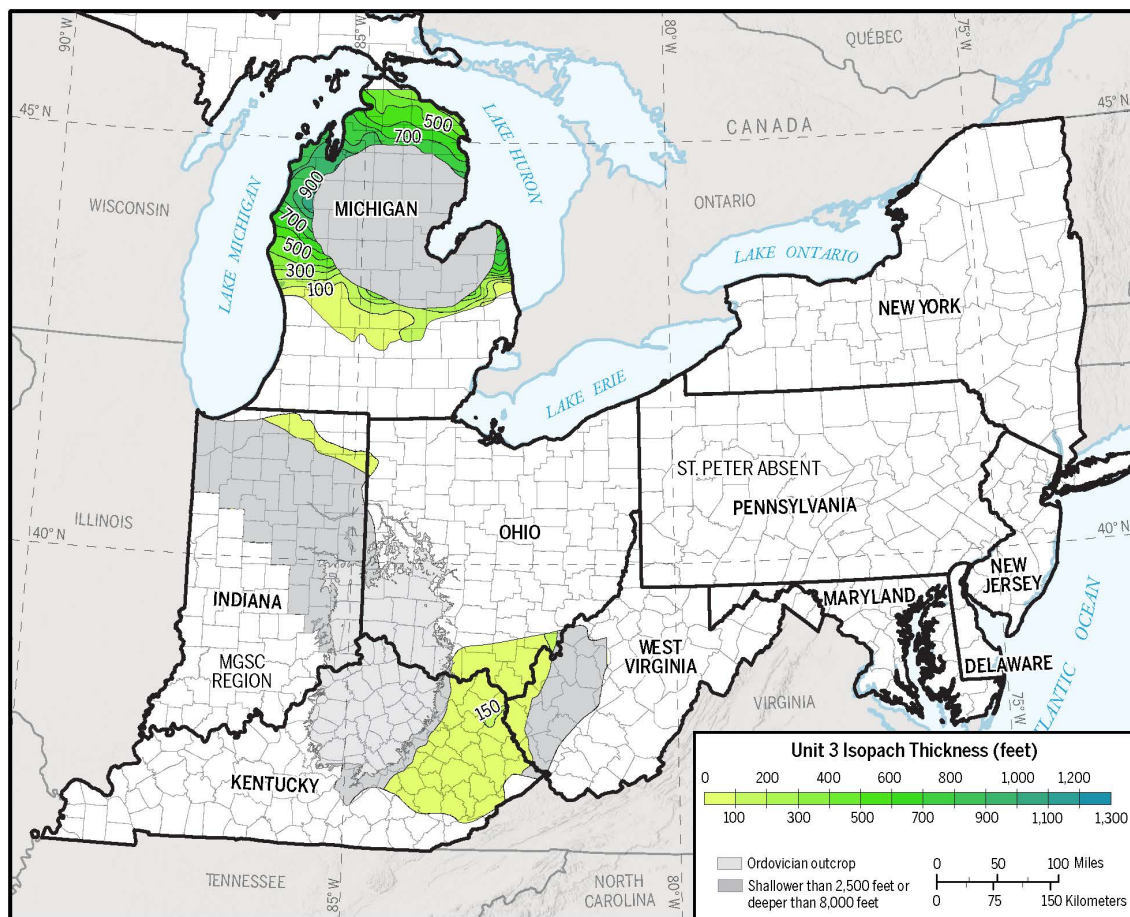 90° W
85° W
80° W
75° W
QUÉBEC
45° N
45° N
CANADA
LAKE HURON
500
700
WISCONSIN
LAKE MICHIGAN
900
MICHIGAN
ONTARIO
700
500
300
100
LAKE ONTARIO
NEW YORK
LAKE ERIE
ST. PETER ABSENT
PENNSYLVANIA
ILLINOIS
OHIO
40° N
40° N
INDIANA
NEW
JERSEY
MARYLAND
MGSC
REGION
WEST
VIRGINIA
DELAWARE
VIRGINIA
150
75° W
ATLANTIC OCEAN
KENTUCKY
TENNESSEE
85° W
NORTH
CAROLINA
80° W
Unit 3 Isopach Thickness (feet)
0 200 400 600 800 1,000 1,200
100 300 500 700 900 1,100 1,300
Ordovician outcrop
Shallower than 2,500 feet or
deeper than 8,000 feet
0 50 100 Miles
0 75 150 Kilometers